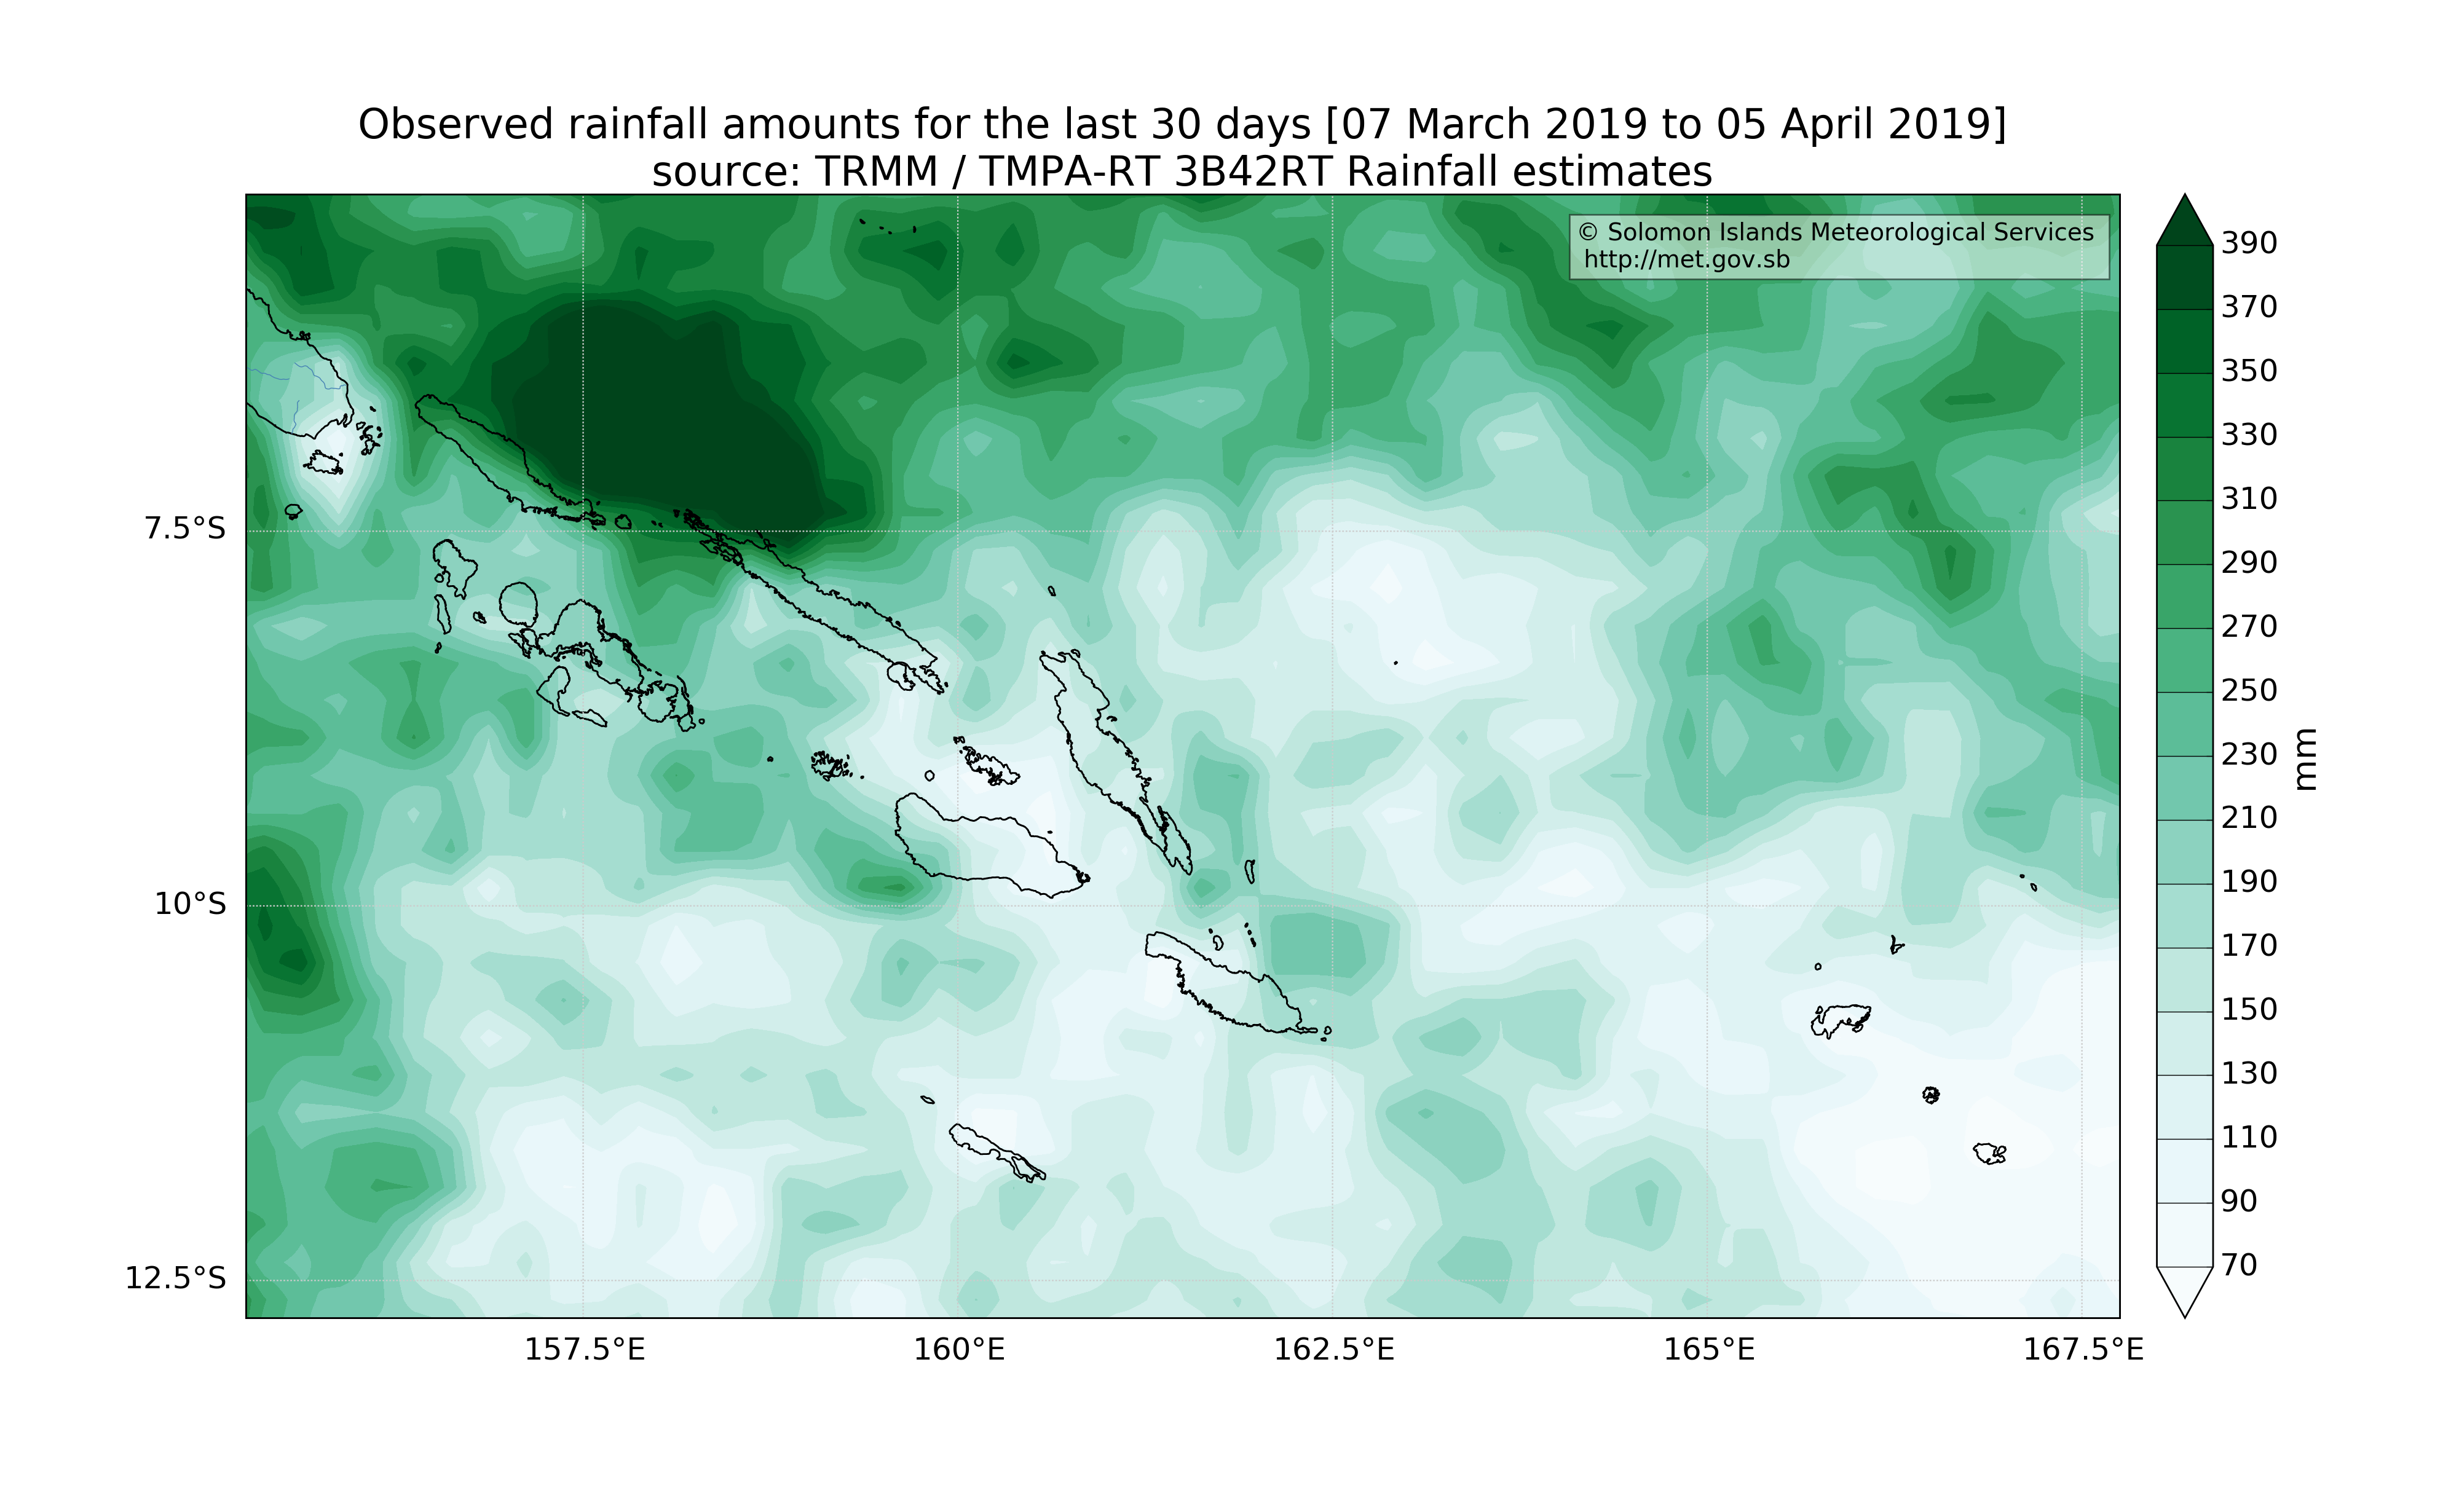 Observed rainfall amounts for the last 30 days [07 March 2019 to 05 April 2019]
source: TRMM / TMPA-RT 3B42RT Rainfall estimates
© Solomon Islands Meteorological Services
http://met.gov.sb
390
370
350
330
310
290
270
250
230
210
190
170
150
130
110
90
70
mm
7.5°S
10°S
12.5°S
157.5°E
160°E
162.5°E
165°E
167.5°E